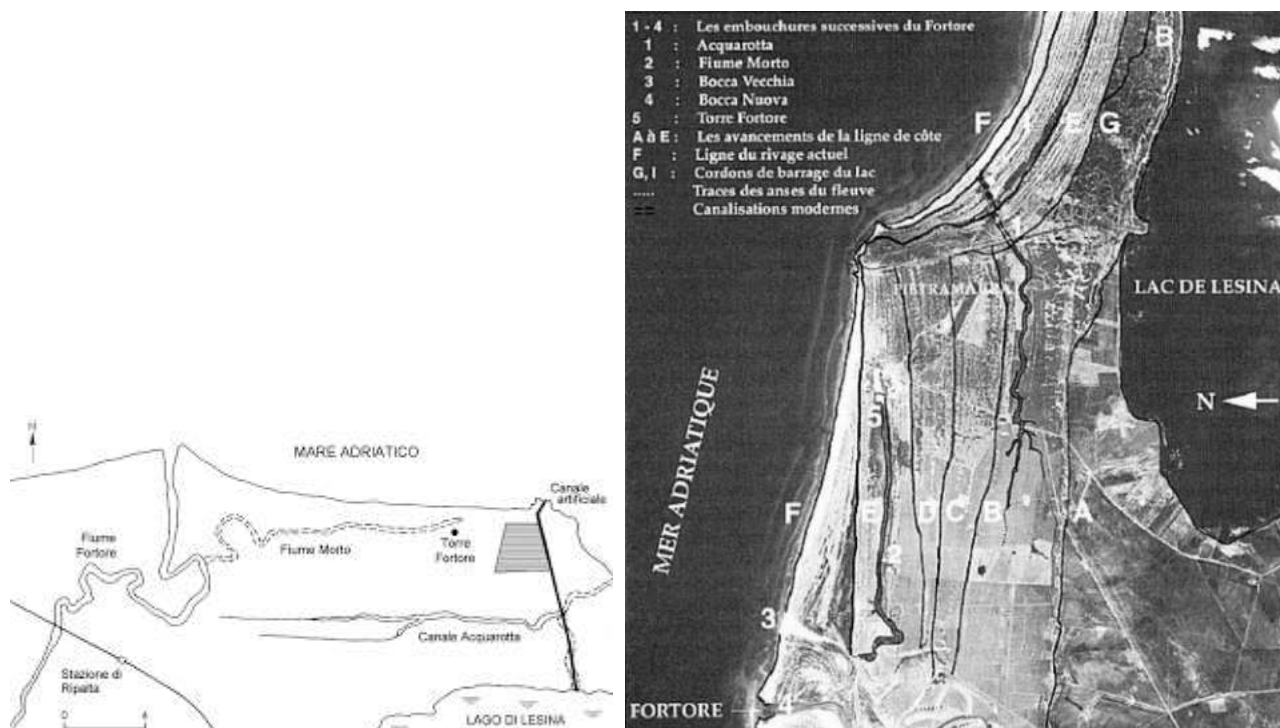 N
MARE ADRIATICO
Canale
artificiale
Fiume
Fortore
Fiume Morto
Torre
Fortore
Canale Acquarotta
Stazione di
Ripalta
0 4
LAGO DI LESINA
1 - 4 : Les embouchures successives du Fortore
1 : Acquarotta
2 : Fiume Morto
3 : Bocca Vecchia
4 : Bocca Nuova
5 : Torre Fortore
A à E : Les avancements de la ligne de côte
F : Ligne du rivage actuel
G, I : Cordons de barrage du lac
..... Traces des anses du fleuve
== Canalisations modernes
B
F I E G
1
LAC DE LESINA
N
MER ADRIATIQUE
5
F E D C B A
2
3
4
FORTORE